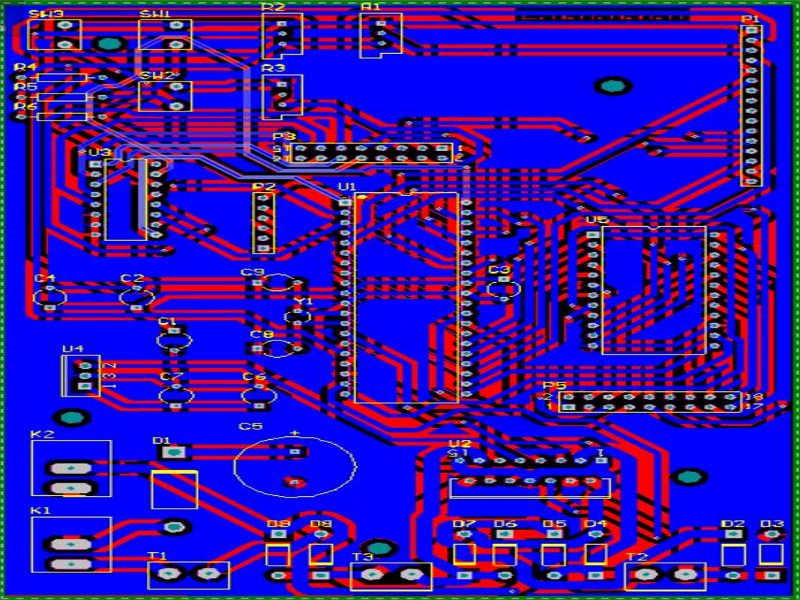 SW3 SW1 R2 R1 P1
R4 SW2 R3
R5
R6
P3
U3
P2 U1
U6
C4 C2 C9 C3
Y1
C1 C8
U4
C7
P5
C5
K2 D1 U2
K1
D9 D8 D7 D6 D5 D4 D2 D3
T1 T3 T2